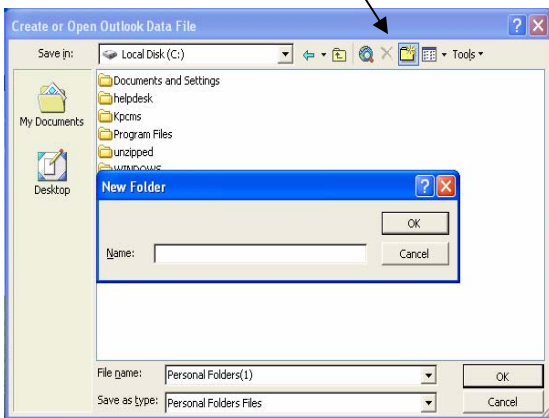 Create or Open Outlook Data File
Save in: Local Disk (C:) Tools
My Documents
Desktop
Documents and Settings
helpdesk
Kpcms
Program Files
unzipped
WINDOWS
New Folder
OK
Name:
Cancel
File name: Personal Folders(1) OK
Save as type: Personal Folders Files Cancel